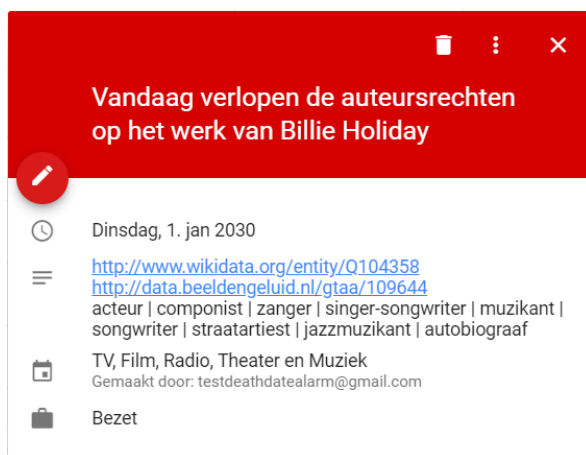 Vandaag verlopen de auteursrechten
op het werk van Billie Holiday
Dinsdag, 1. jan 2030
http://www.wikidata.org/entity/Q104358
http://data.beeldengeluid.nl/gtaa/109644
acteur | componist | zanger | singer-songwriter | muzikant |
songwriter | straatartiest | jazzmuzikant | autobiograaf
TV, Film, Radio, Theater en Muziek
Gemaakt door: testdeathdatealarm@gmail.com
Bezet